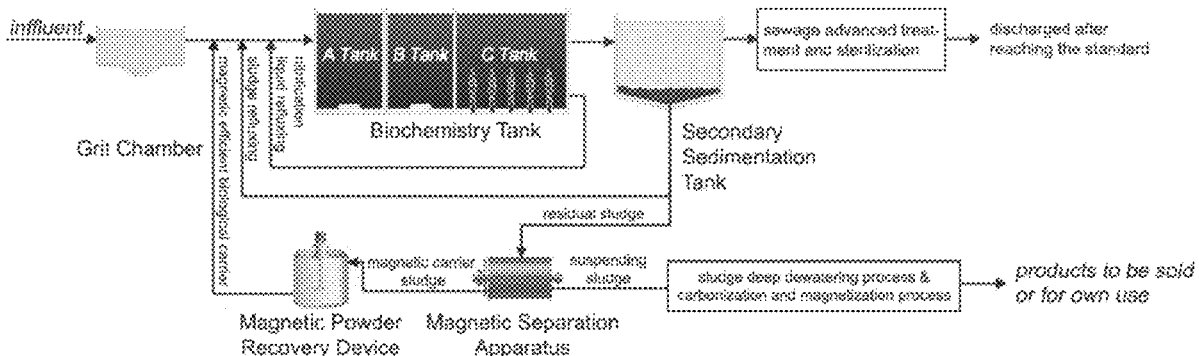 influent
Grit Chamber
magnetic efficient biological carrier
sludge refluxing
nitrification
liquid refluxing
A Tank
B Tank
C Tank
Biochemistry Tank
Secondary
Sedimentation
Tank
sewage advanced treat-
ment and sterilization
discharged after
reaching the standard
residual sludge
magnetic carrier
sludge
suspending
sludge
sludge deep dewatering process &
carbonization and magnetization process
products to be sold
or for own use
Magnetic Powder
Recovery Device
Magnetic Separation
Apparatus